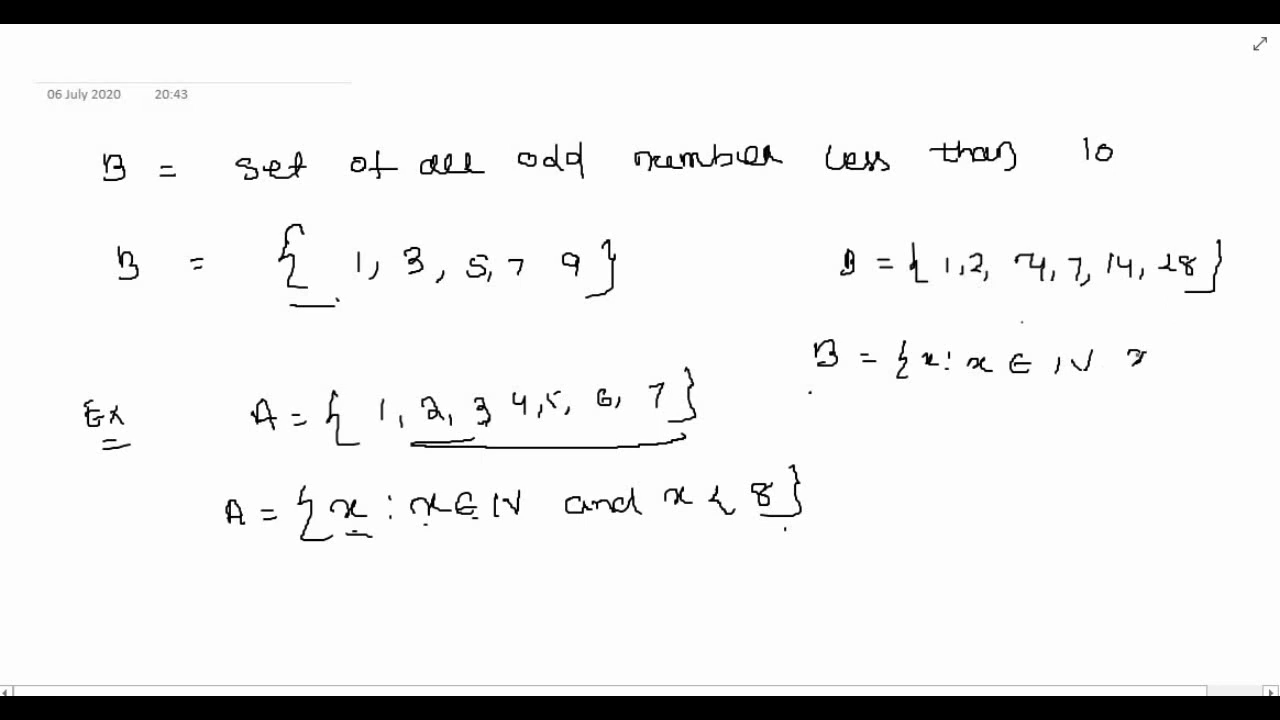 06 July 2020 20:43
B = set of all odd number less than 10
B = { 1, 3, 5, 7 9 }
B = { 1, 2, 4, 7, 14, 28 }
B = { x : x ∈ N x
Ex A = { 1, 2, 3 4, 5, 6, 7 }
A = { x : x ∈ N and x { 8 }